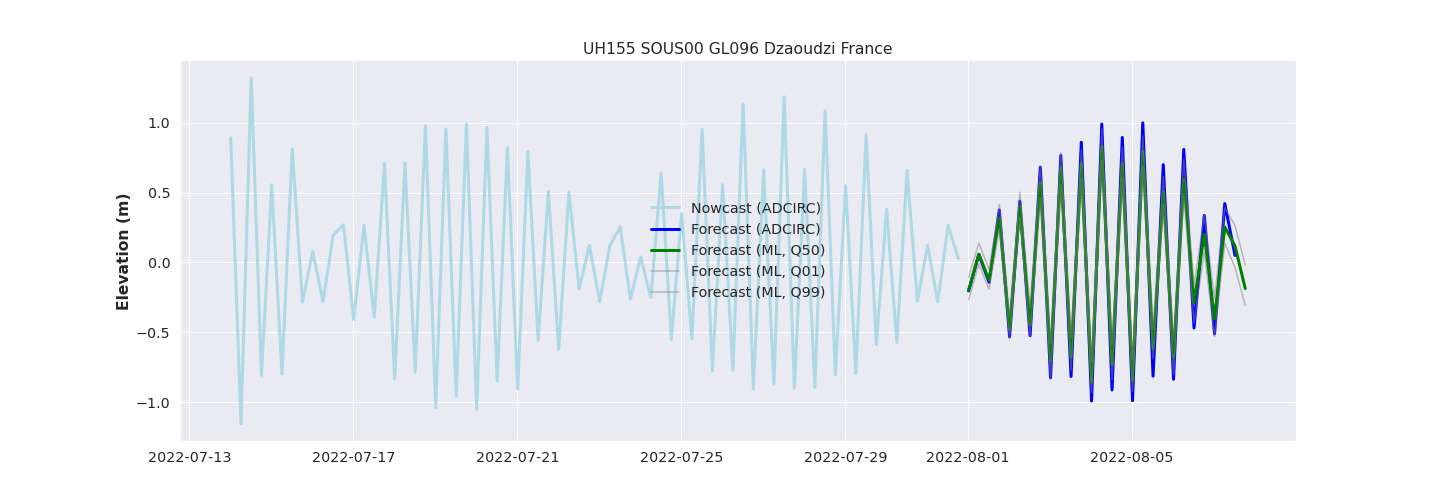 UH155 SOUS00 GL096 Dzaoudzi France
Elevation (m)
1.0
0.5
0.0
−0.5
−1.0
Nowcast (ADCIRC)
Forecast (ADCIRC)
Forecast (ML, Q50)
Forecast (ML, Q01)
Forecast (ML, Q99)
2022-07-13 2022-07-17 2022-07-21 2022-07-25 2022-07-29 2022-08-01 2022-08-05